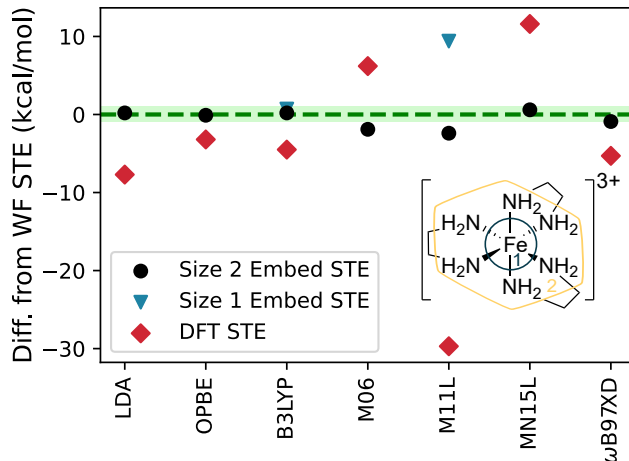 Diff. from WF STE (kcal/mol)
10
0
−10
−20
−30
Size 2 Embed STE
Size 1 Embed STE
DFT STE
3+
NH2
H2N NH2
Fe
1
H2N NH2
NH2 2
LDA
OPBE
B3LYP
M06
M11L
MN15L
ωB97XD